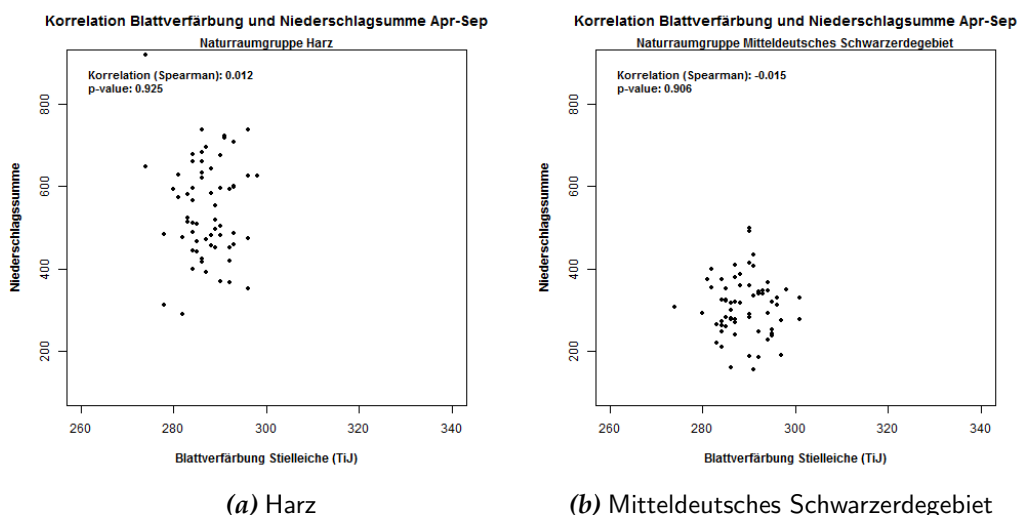 Korrelation Blattverfärbung und Niederschlagsumme Apr-Sep
Naturraumgruppe Harz
Korrelation (Spearman): 0.012
p-value: 0.925
Niederschlagssumme
200
400
600
800
260
280
300
320
340
Blattverfärbung Stielleiche (TiJ)
(a) Harz
Korrelation Blattverfärbung und Niederschlagsumme Apr-Sep
Naturraumgruppe Mitteldeutsches Schwarzerdegebiet
Korrelation (Spearman): -0.015
p-value: 0.906
Niederschlagssumme
200
400
600
800
260
280
300
320
340
Blattverfärbung Stielleiche (TiJ)
(b) Mitteldeutsches Schwarzerdegebiet